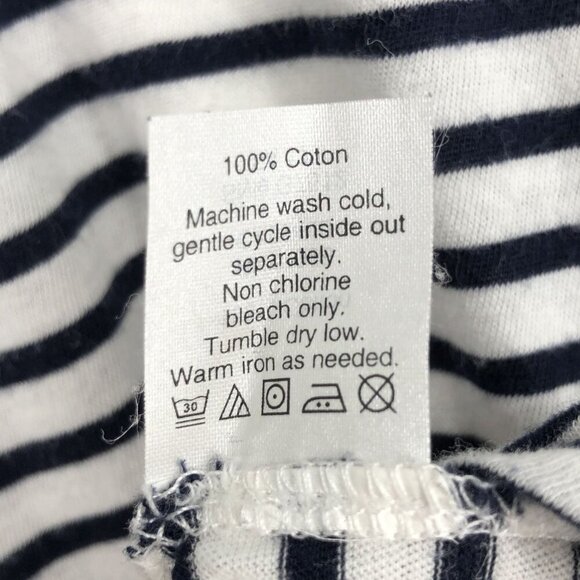 100% Coton
Machine wash cold,
gentle cycle inside out
separately.
Non chlorine
bleach only.
Tumble dry low.
Warm iron as needed.
30